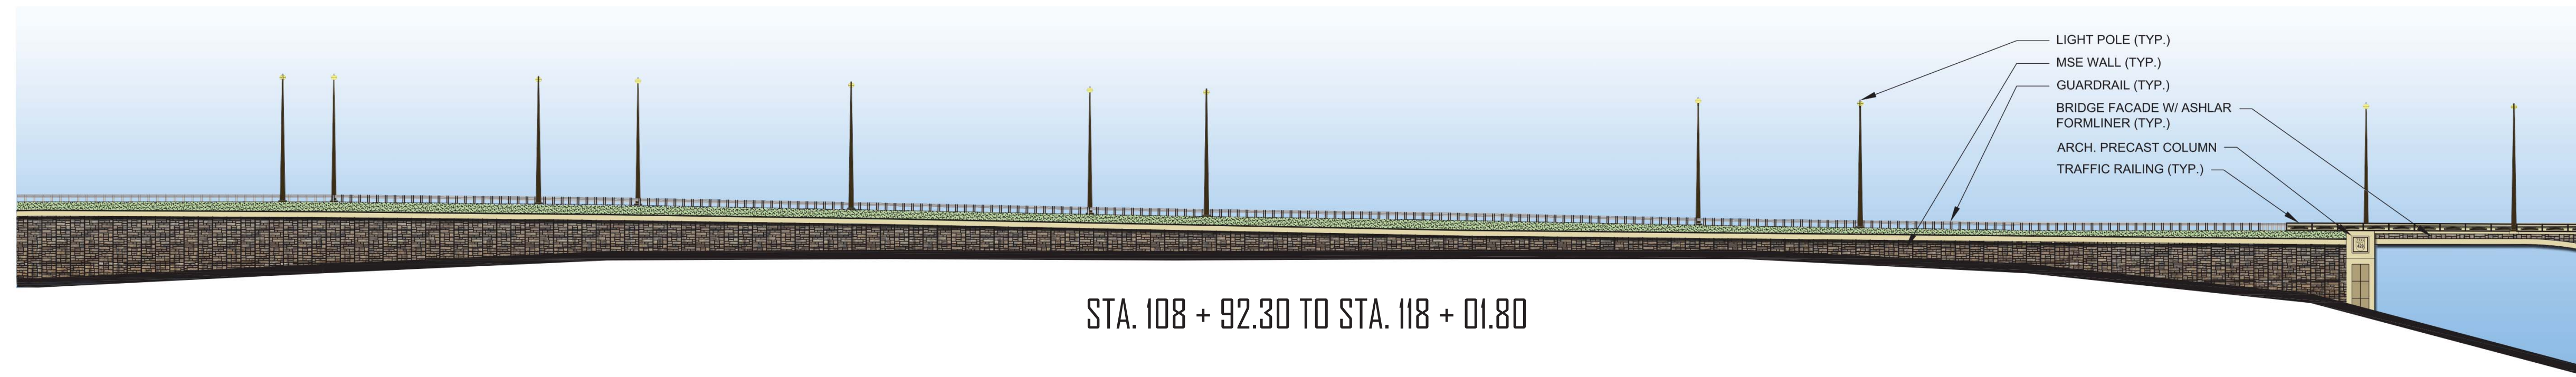 LIGHT POLE (TYP.)
MSE WALL (TYP.)
GUARDRAIL (TYP.)
BRIDGE FACADE W/ ASHLAR
FORMLINER (TYP.)
ARCH. PRECAST COLUMN
TRAFFIC RAILING (TYP.)
STA. 108 + 92.30 TO STA. 118 + 01.80